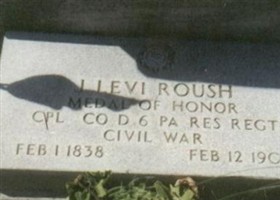 J LEVI ROUSH
MEDAL OF HONOR
CPL CO D 6 PA RES REGT
CIVIL WAR
FEB 1 1838 FEB 12 190